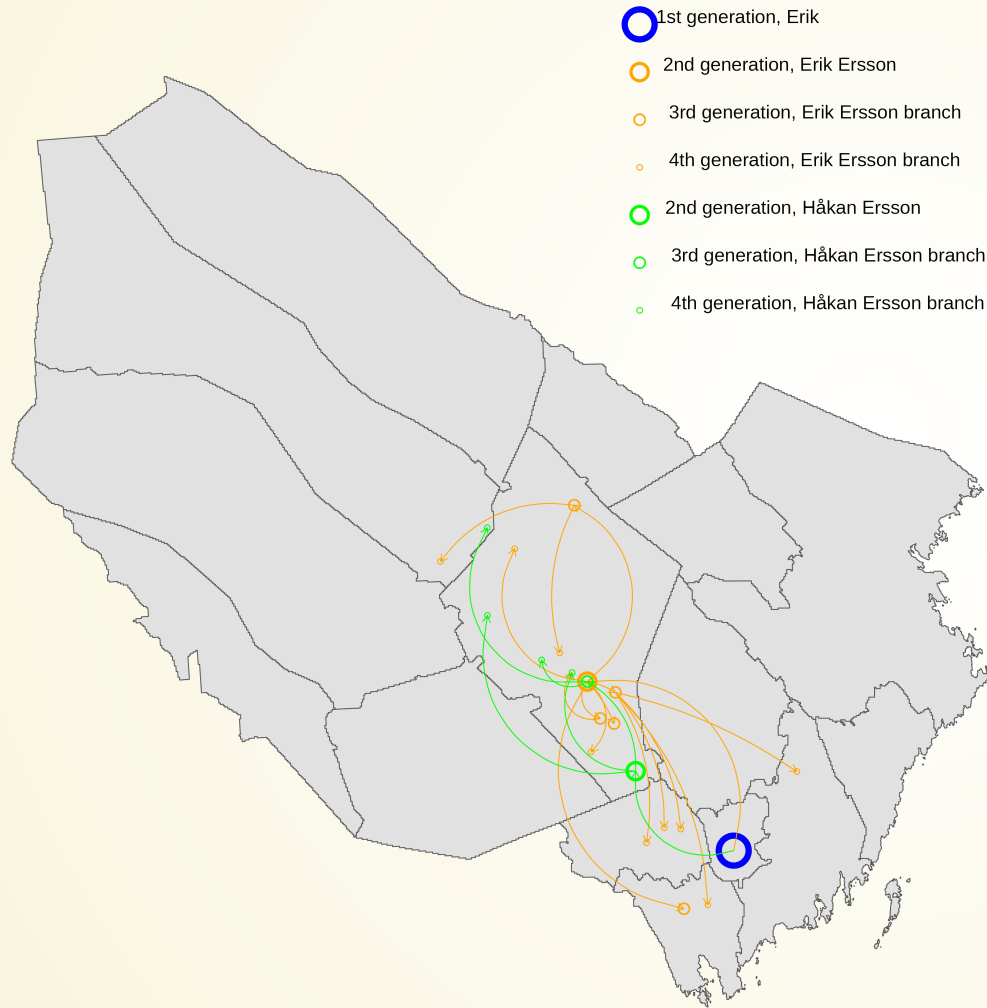 1st generation, Erik
2nd generation, Erik Ersson
3rd generation, Erik Ersson branch
4th generation, Erik Ersson branch
2nd generation, Håkan Ersson
3rd generation, Håkan Ersson branch
4th generation, Håkan Ersson branch